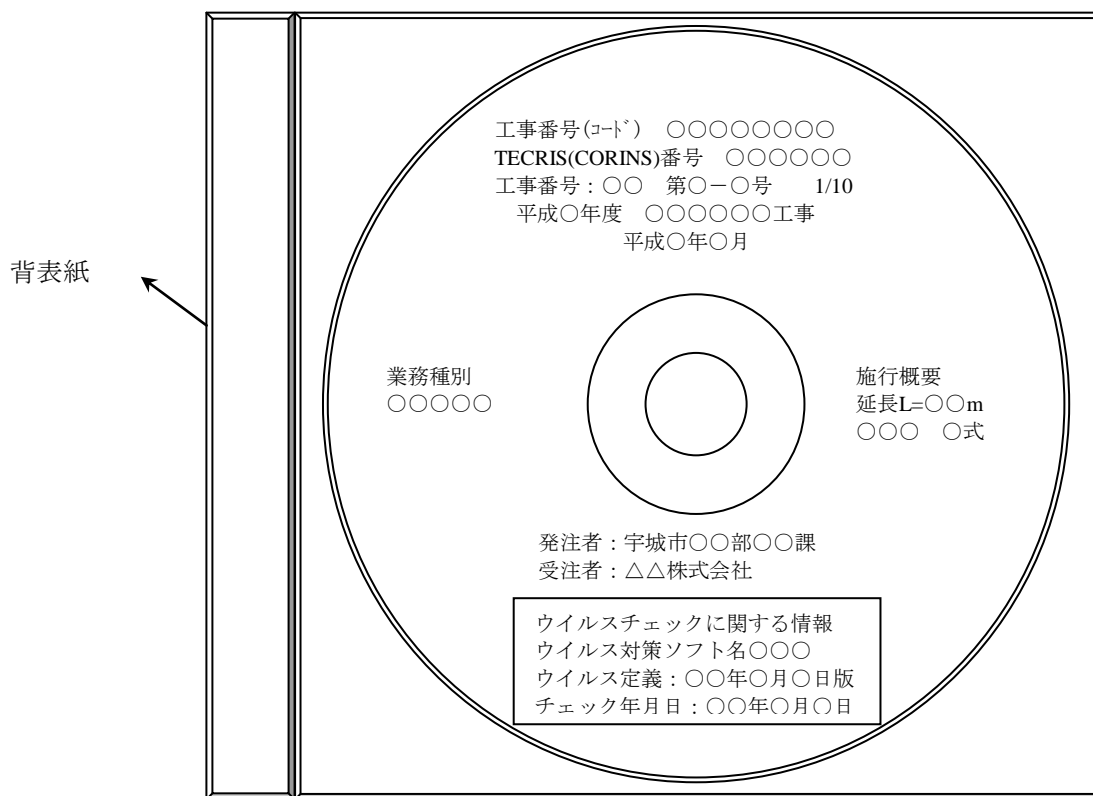 工事番号(ｺｰﾄﾞ)　○○○○○○○○
TECRIS(CORINS)番号　○○○○○○
工事番号：○○　第○－○号　　1/10
平成○年度　○○○○○○工事
平成○年○月
背表紙
業務種別
○○○○○
施行概要
延長L=○○m
○○○　○式
発注者：宇城市○○部○○課
受注者：△△株式会社
ウイルスチェックに関する情報
ウイルス対策ソフト名○○○
ウイルス定義：○○年○月○日版
チェック年月日：○○年○月○日